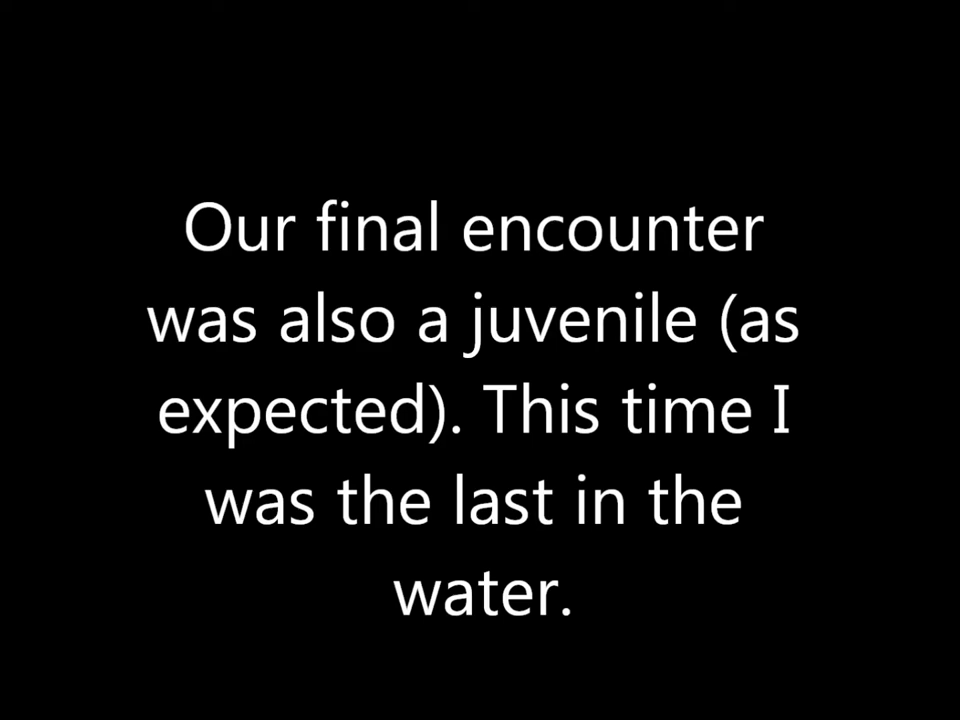 Our final encounter
was also a juvenile (as
expected). This time I
was the last in the
water.